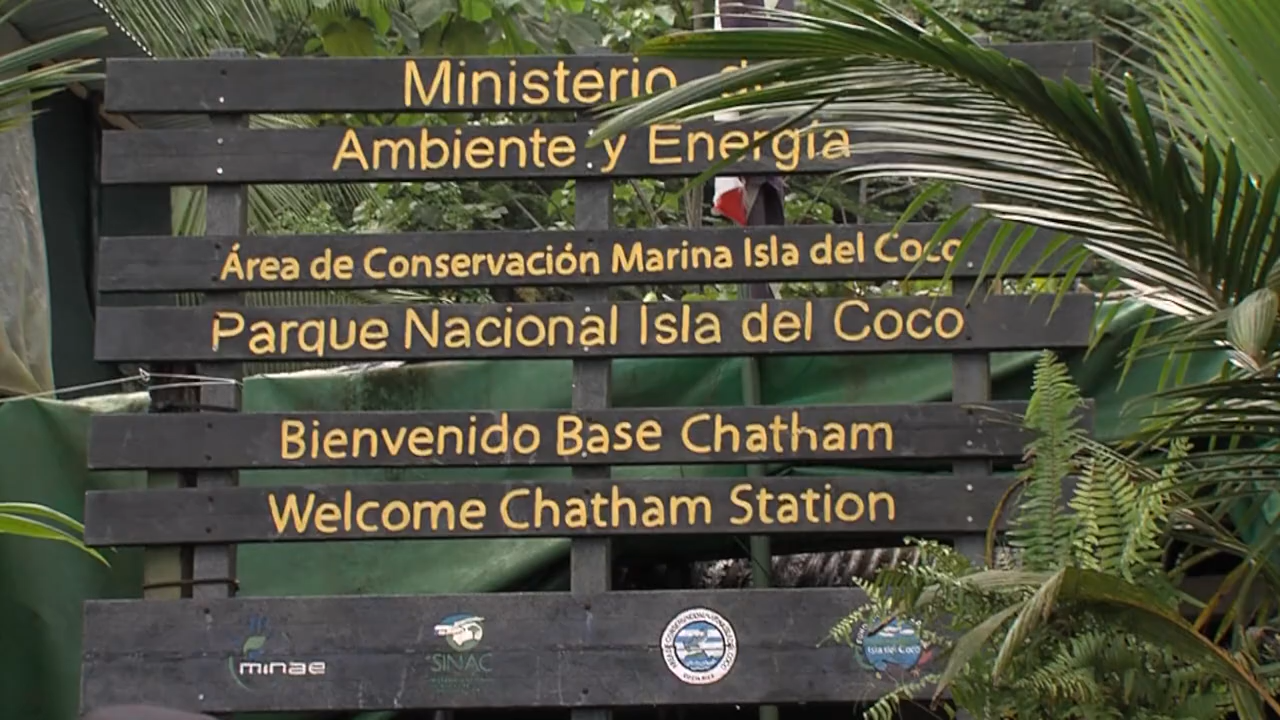 Ministerio d
Ambiente y Energía
Área de Conservación Marina Isla del Coco
Parque Nacional Isla del Coco
Bienvenido Base Chatham
Welcome Chatham Station
minae
SINAC
Isla del Coco